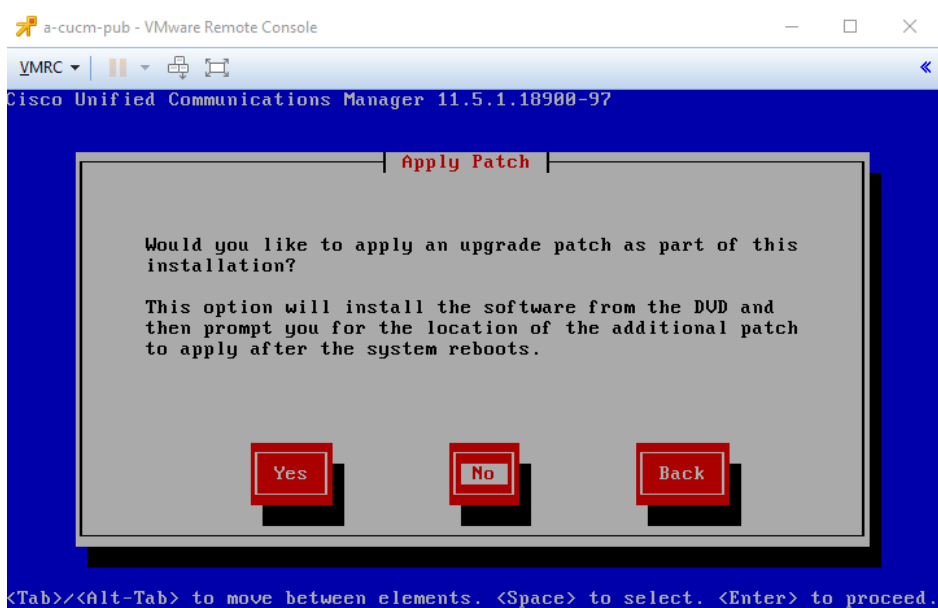 a-cucm-pub - VMware Remote Console
VMRC
Cisco Unified Communications Manager 11.5.1.18900-97
Apply Patch
Would you like to apply an upgrade patch as part of this
installation?
This option will install the software from the DVD and
then prompt you for the location of the additional patch
to apply after the system reboots.
Yes
No
Back
<Tab>/<Alt-Tab> to move between elements. <Space> to select. <Enter> to proceed.